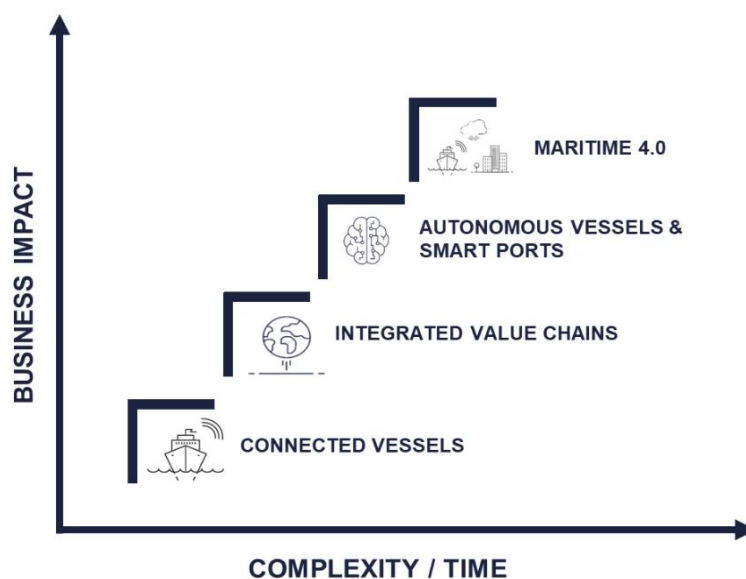 MARITIME 4.0
AUTONOMOUS VESSELS &
SMART PORTS
INTEGRATED VALUE CHAINS
CONNECTED VESSELS
BUSINESS IMPACT
COMPLEXITY / TIME